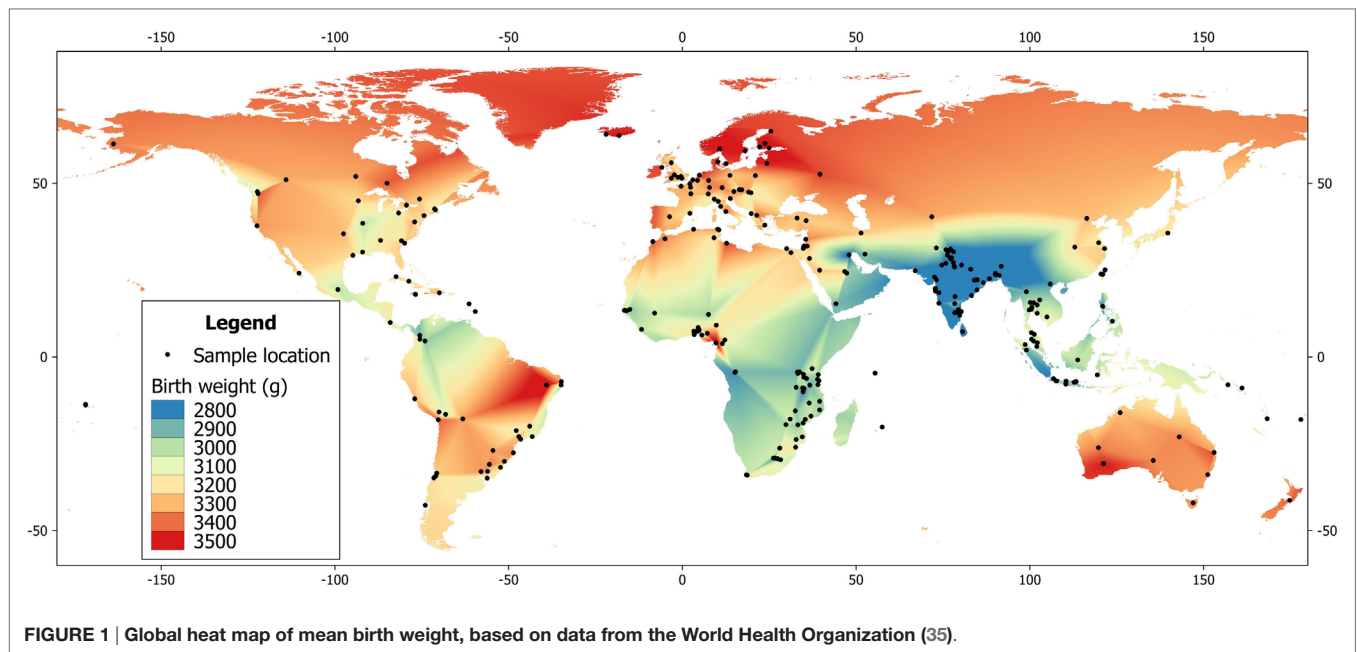 -150 -100 -50 0 50 100 150
50 50
0 0
-50 -50
Legend
Sample location
Birth weight (g)
2800
2900
3000
3100
3200
3300
3400
3500
-150 -100 -50 0 50 100 150
FIGURE 1 | Global heat map of mean birth weight, based on data from the World Health Organization (35).